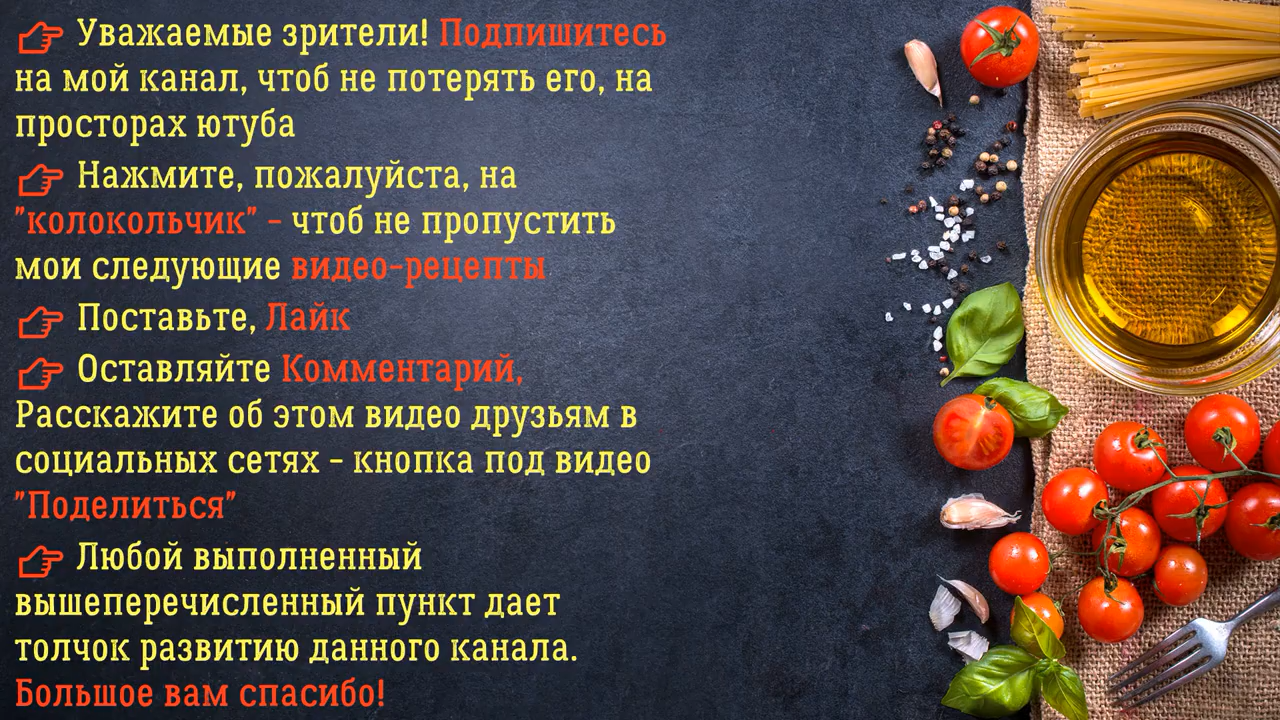 👉 Уважаемые зрители! Подпишитесь
на мой канал, чтоб не потерять его, на
просторах ютуба
👉 Нажмите, пожалуйста, на
"колокольчик" - чтоб не пропустить
мои следующие видео-рецепты
👉 Поставьте, Лайк
👉 Оставляйте Комментарий,
Расскажите об этом видео друзьям в
социальных сетях - кнопка под видео
"Поделиться"
👉 Любой выполненный
вышеперечисленный пункт дает
толчок развитию данного канала.
Большое вам спасибо!